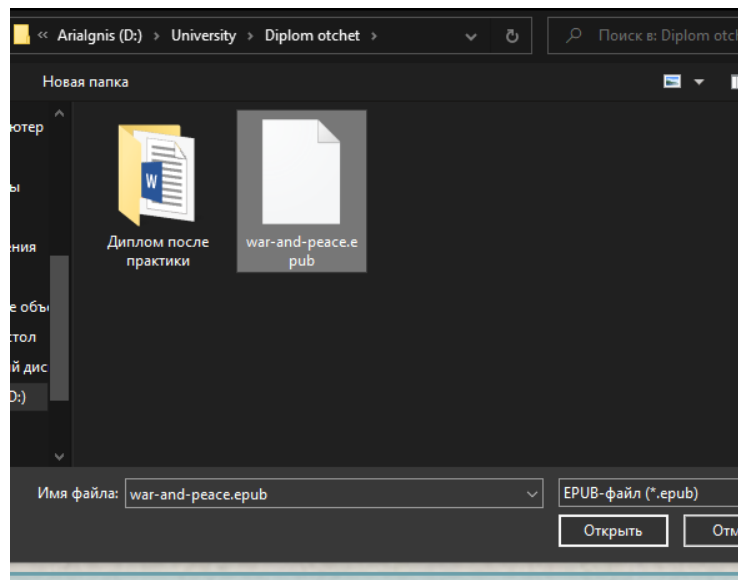 « Arialgnis (D:) › University › Diplom otchet ›
Поиск в: Diplom otch
Новая папка
ютер
ы
ения
е объ
стол
й дис
D:)
W
Диплом после
практики
war-and-peace.e
pub
Имя файла: war-and-peace.epub
EPUB-файл (*.epub)
Открыть
Отм